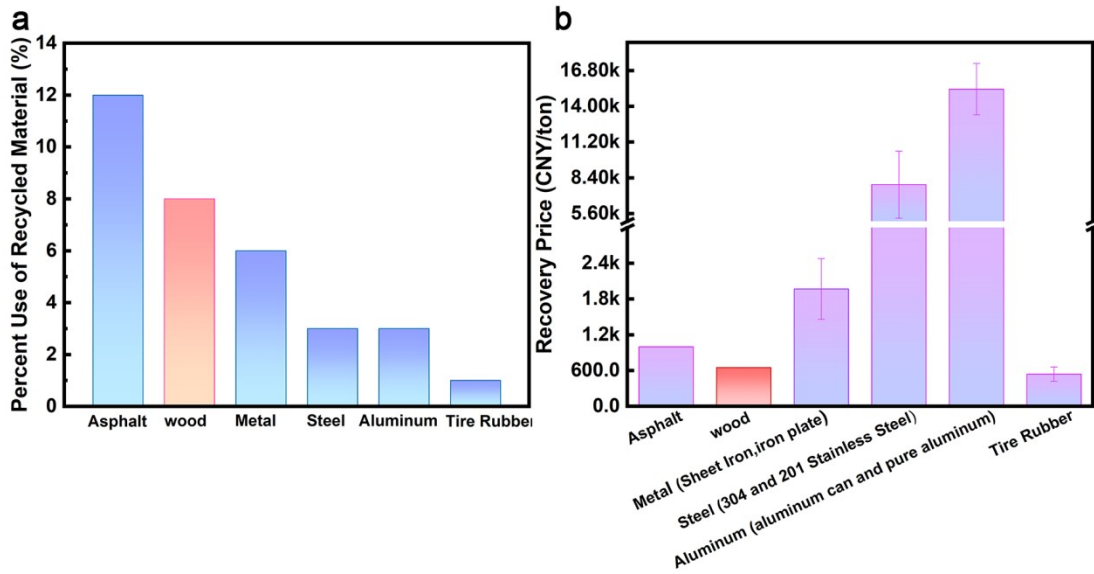 a
Percent Use of Recycled Material (%)
14
12
10
8
6
4
2
0
Asphalt
wood
Metal
Steel
Aluminum
Tire Rubber
b
Recovery Price (CNY/ton)
16.80k
14.00k
11.20k
8.40k
5.60k
2.4k
1.8k
1.2k
600.0
0.0
Asphalt
wood
Metal (Sheet Iron,iron plate)
Steel (304 and 201 Stainless Steel)
Aluminum (aluminum can and pure aluminum)
Tire Rubber